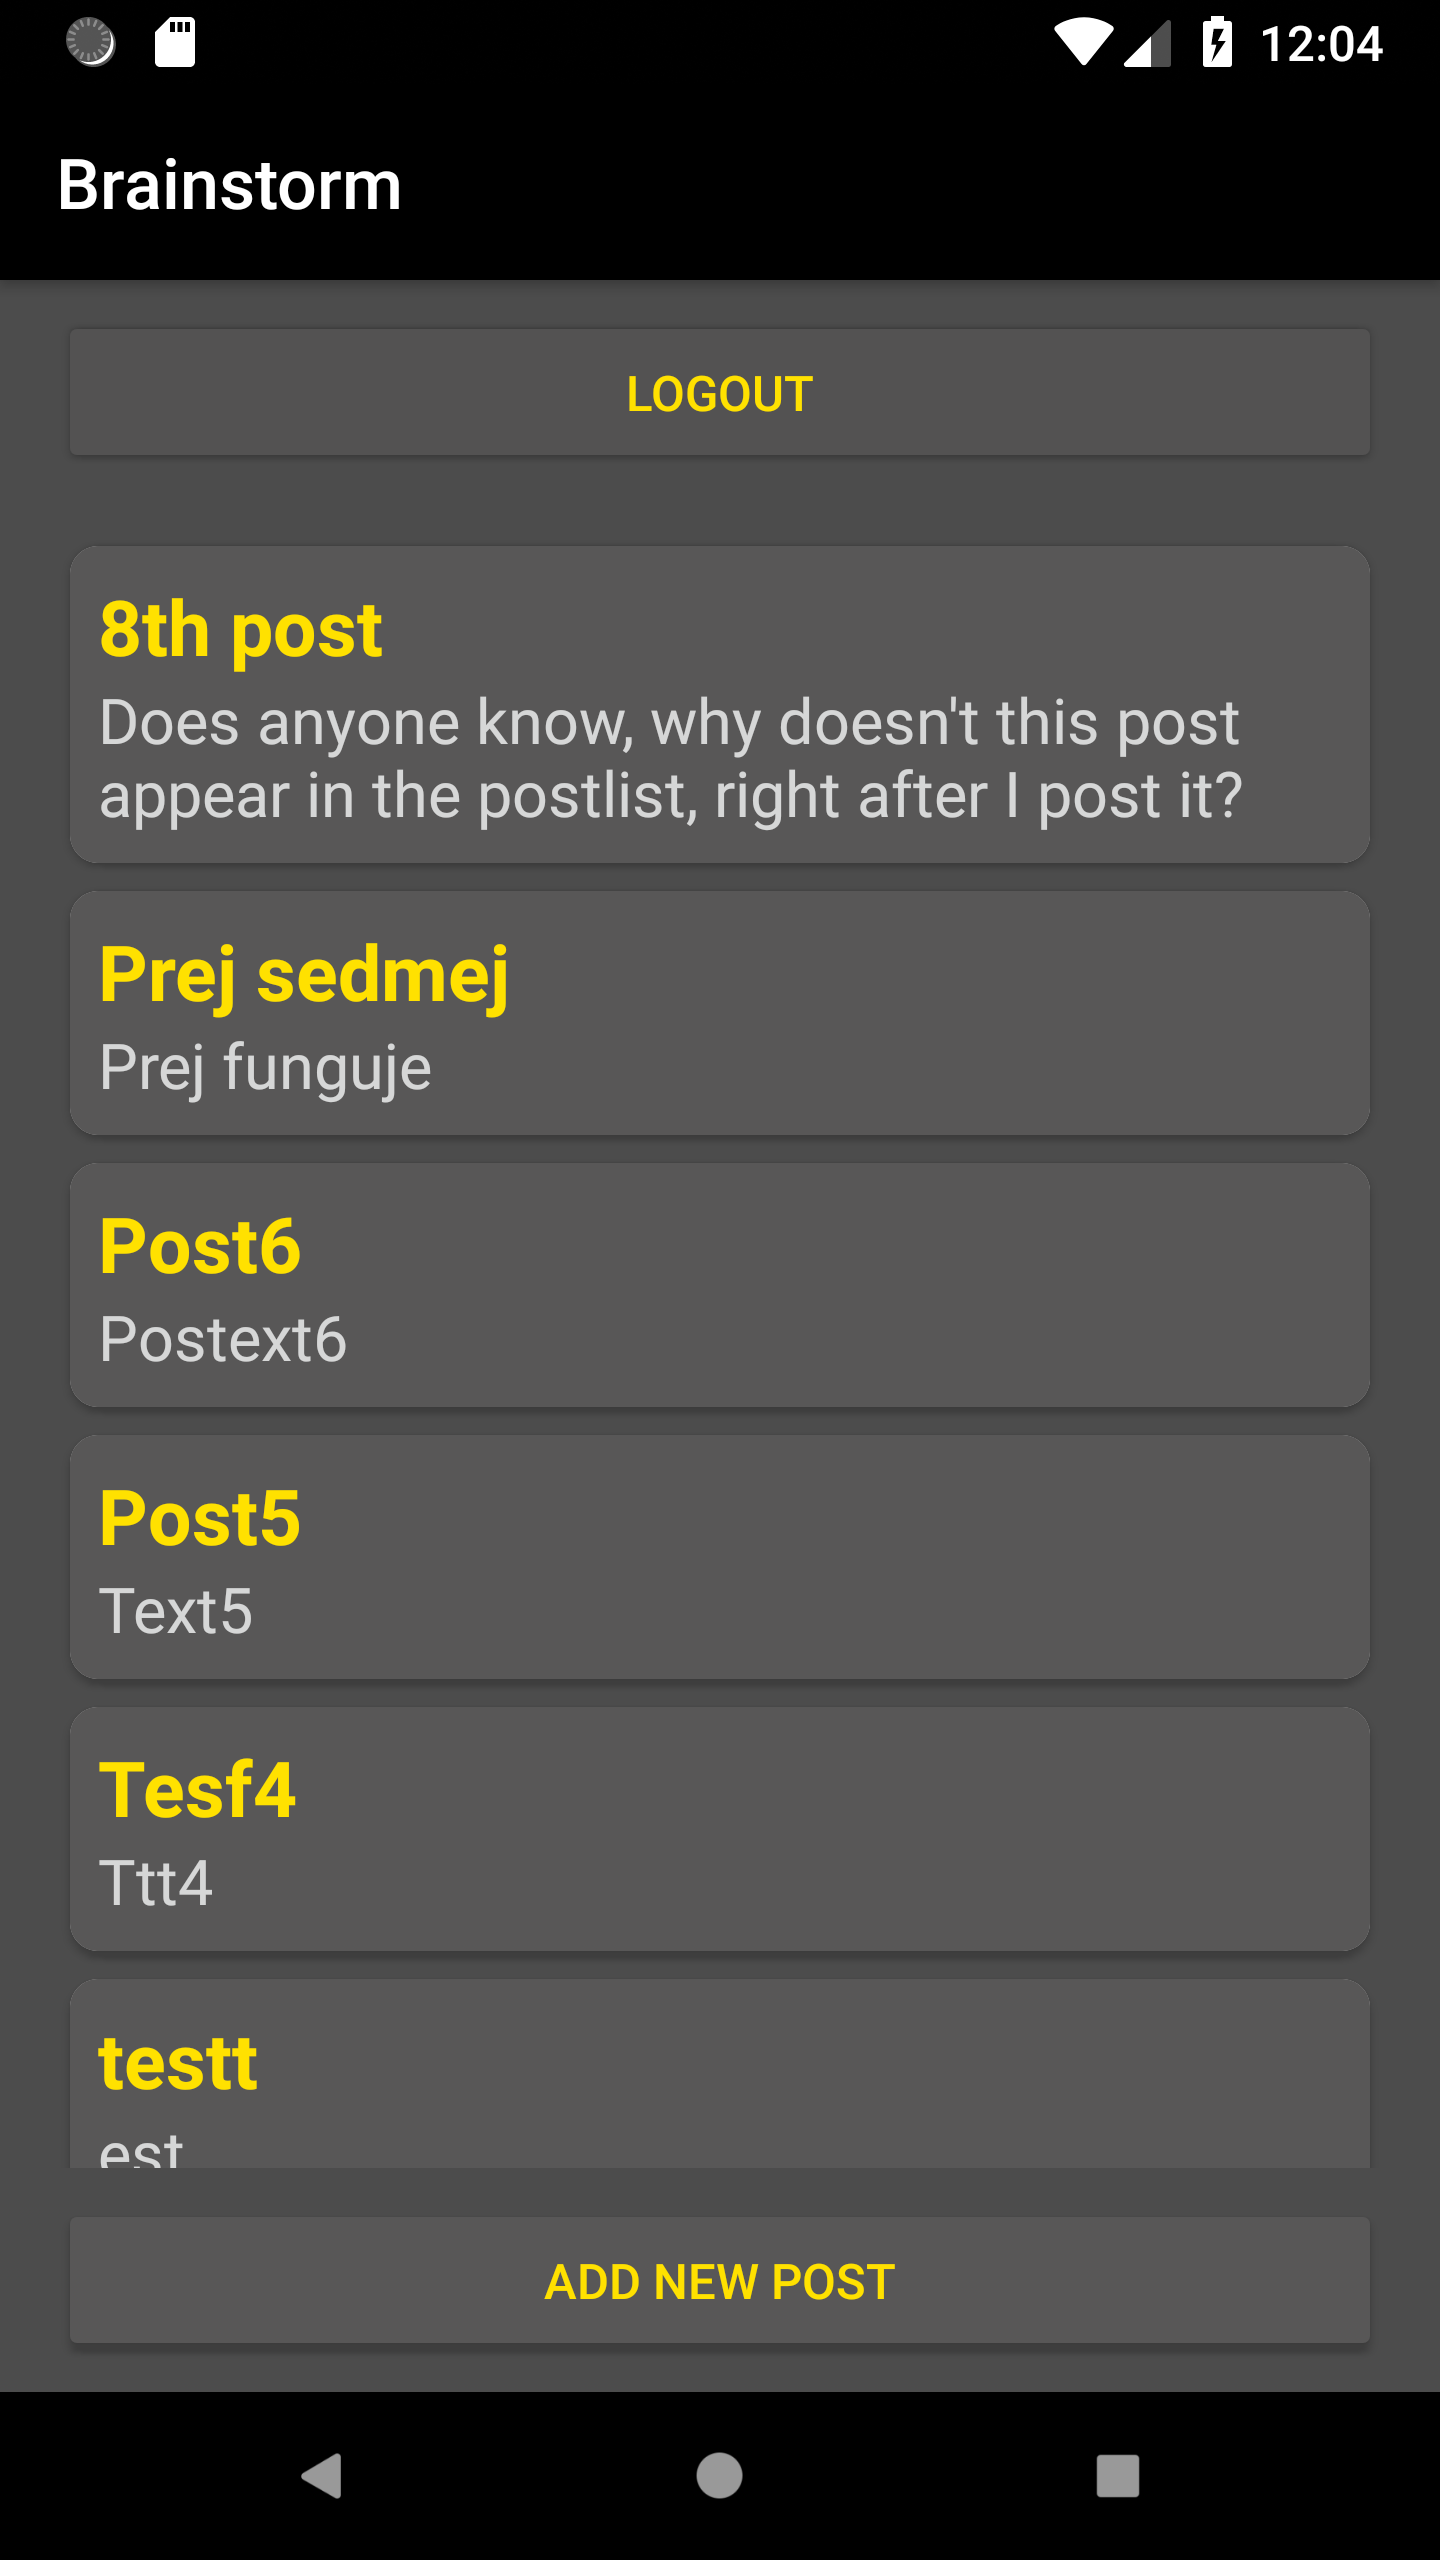 12:04
Brainstorm
LOGOUT
8th post
Does anyone know, why doesn't this post
appear in the postlist, right after I post it?
Prej sedmej
Prej funguje
Post6
Postext6
Post5
Text5
Tesf4
Ttt4
testt
est
ADD NEW POST